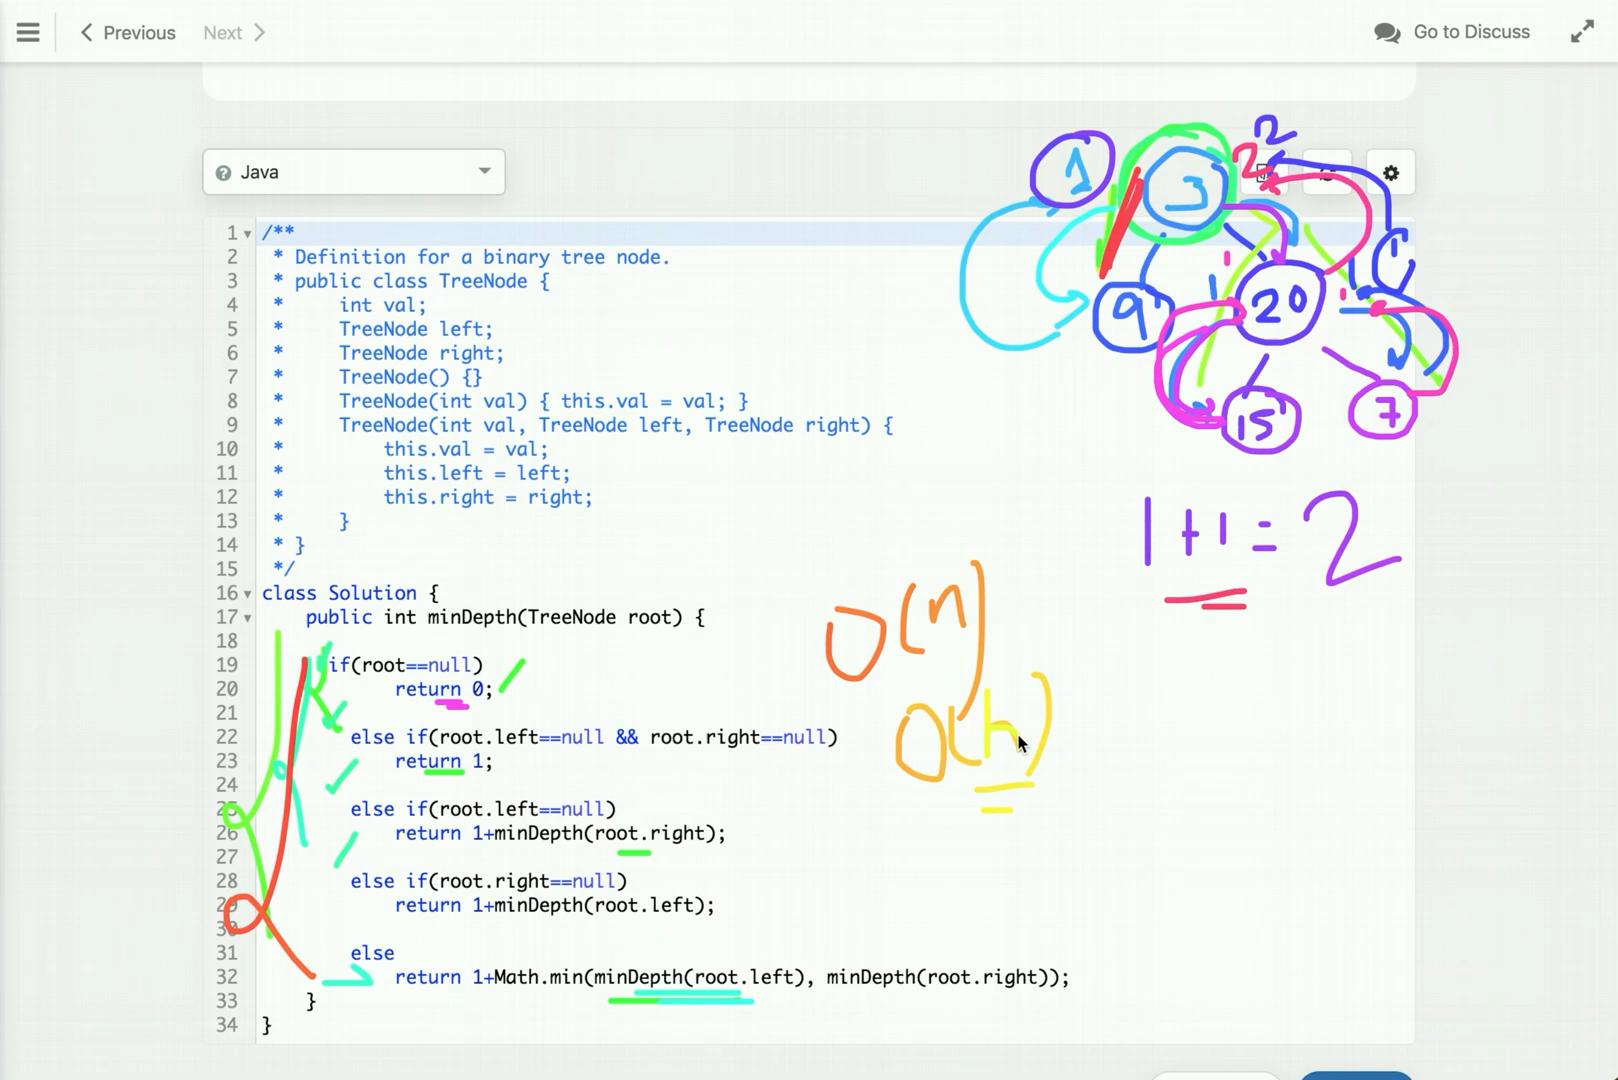 Previous
Next
Go to Discuss
Java
1 /**
2  * Definition for a binary tree node.
3  * public class TreeNode {
4  *     int val;
5  *     TreeNode left;
6  *     TreeNode right;
7  *     TreeNode() {}
8  *     TreeNode(int val) { this.val = val; }
9  *     TreeNode(int val, TreeNode left, TreeNode right) {
10  *         this.val = val;
11  *         this.left = left;
12  *         this.right = right;
13  *     }
14  * }
15  */
16 class Solution {
17     public int minDepth(TreeNode root) {
18
19       if(root==null)
20             return 0;
21
22         else if(root.left==null && root.right==null)
23             return 1;
24
25         else if(root.left==null)
26             return 1+minDepth(root.right);
27
28         else if(root.right==null)
29             return 1+minDepth(root.left);
30
31         else
32             return 1+Math.min(minDepth(root.left), minDepth(root.right));
33     }
34 }
2
1 3 2
9 20
15 7
1+1=2
O(n)
O(h)